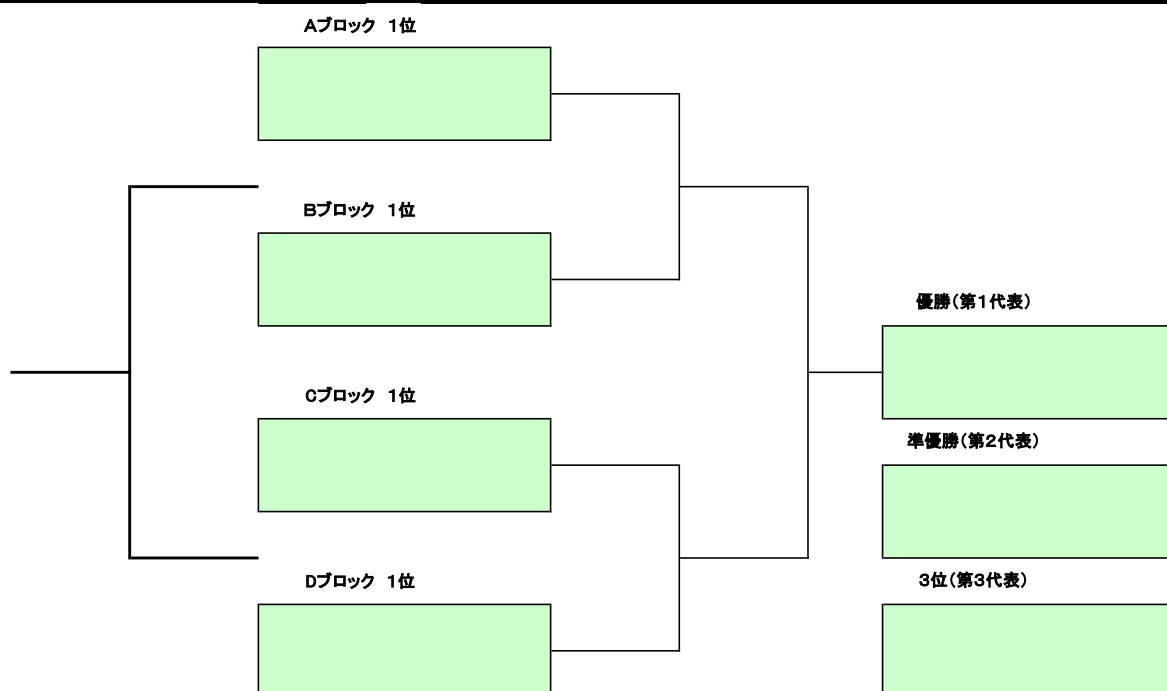 Aブロック　1位
Bブロック　1位
優勝(第1代表)
Cブロック　1位
準優勝(第2代表)
Dブロック　1位
3位(第3代表)